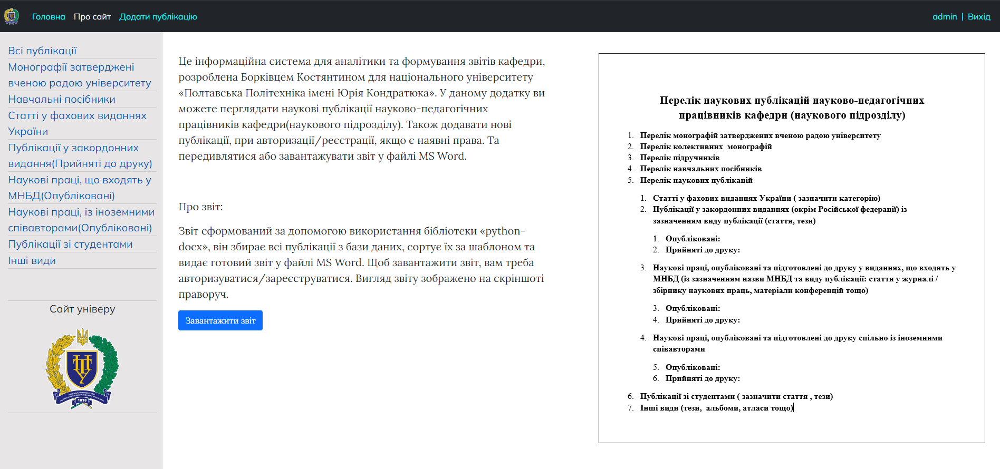 Головна Про сайт Додати публікацію
admin | Вихід
Всі публікації
Монографії затверджені
вченою радою університету
Навчальні посібники
Статті у фахових виданнях
України
Публікації у закордонних
видання(Прийняті до друку)
Наукові праці, що входять у
МНБД(Опубліковані)
Наукові праці, із іноземними
співавторами(Опубліковані)
Публікації зі студентами
Інші види
Сайт універу
1818
Це інформаційна система для аналітики та формування звітів кафедри,
розроблена Борківцем Костянтином для національного університету
«Полтавська Політехніка імені Юрія Кондратюка». У даному додатку ви
можете перглядати наукові публікації науково-педагогічних
працівників кафедри(наукового підрозділу). Також додавати нові
публікації, при авторизації/реєстрації, якщо є наявні права. Та
передивлятися або завантажувати звіт у файлі MS Word.
Про звіт:
Звіт сформований за допомогою використання бібліотеки «python-
docx», він збирає всі публікації з бази даних, сортує їх за шаблоном та
видає готовий звіт у файлі MS Word. Щоб завантажити звіт, вам треба
авторизуватися/зареєструватися. Вигляд звіту зображено на скріншоті
праворуч.
Завантажити звіт
Перелік наукових публікацій науково-педагогічних
працівників кафедри (наукового підрозділу)
1. Перелік монографій затверджених вченою радою університету
2. Перелік колективних монографій
3. Перелік підручників
4. Перелік навчальних посібників
5. Перелік наукових публікацій
1. Статті у фахових виданнях України ( зазначити категорію)
2. Публікації у закордонних виданнях (окрім Російської федерації) із
зазначенням виду публікації (стаття, тези)
1. Опубліковані:
2. Прийняті до друку:
3. Наукові праці, опубліковані та підготовлені до друку у виданнях, що входять у
МНБД (із зазначенням назви МНБД та виду публікації: стаття у журналі /
збірнику наукових праць, матеріали конференцій тощо)
3. Опубліковані:
4. Прийняті до друку:
4. Наукові праці, опубліковані та підготовлені до друку спільно із іноземними
співавторами
5. Опубліковані:
6. Прийняті до друку:
6. Публікації зі студентами ( зазначити стаття , тези)
7. Інші види (тези, альбоми, атласи тощо)